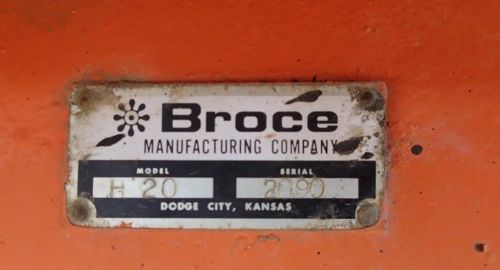 Broce
MANUFACTURING COMPANY
MODEL SERIAL
H 20 2090
DODGE CITY, KANSAS